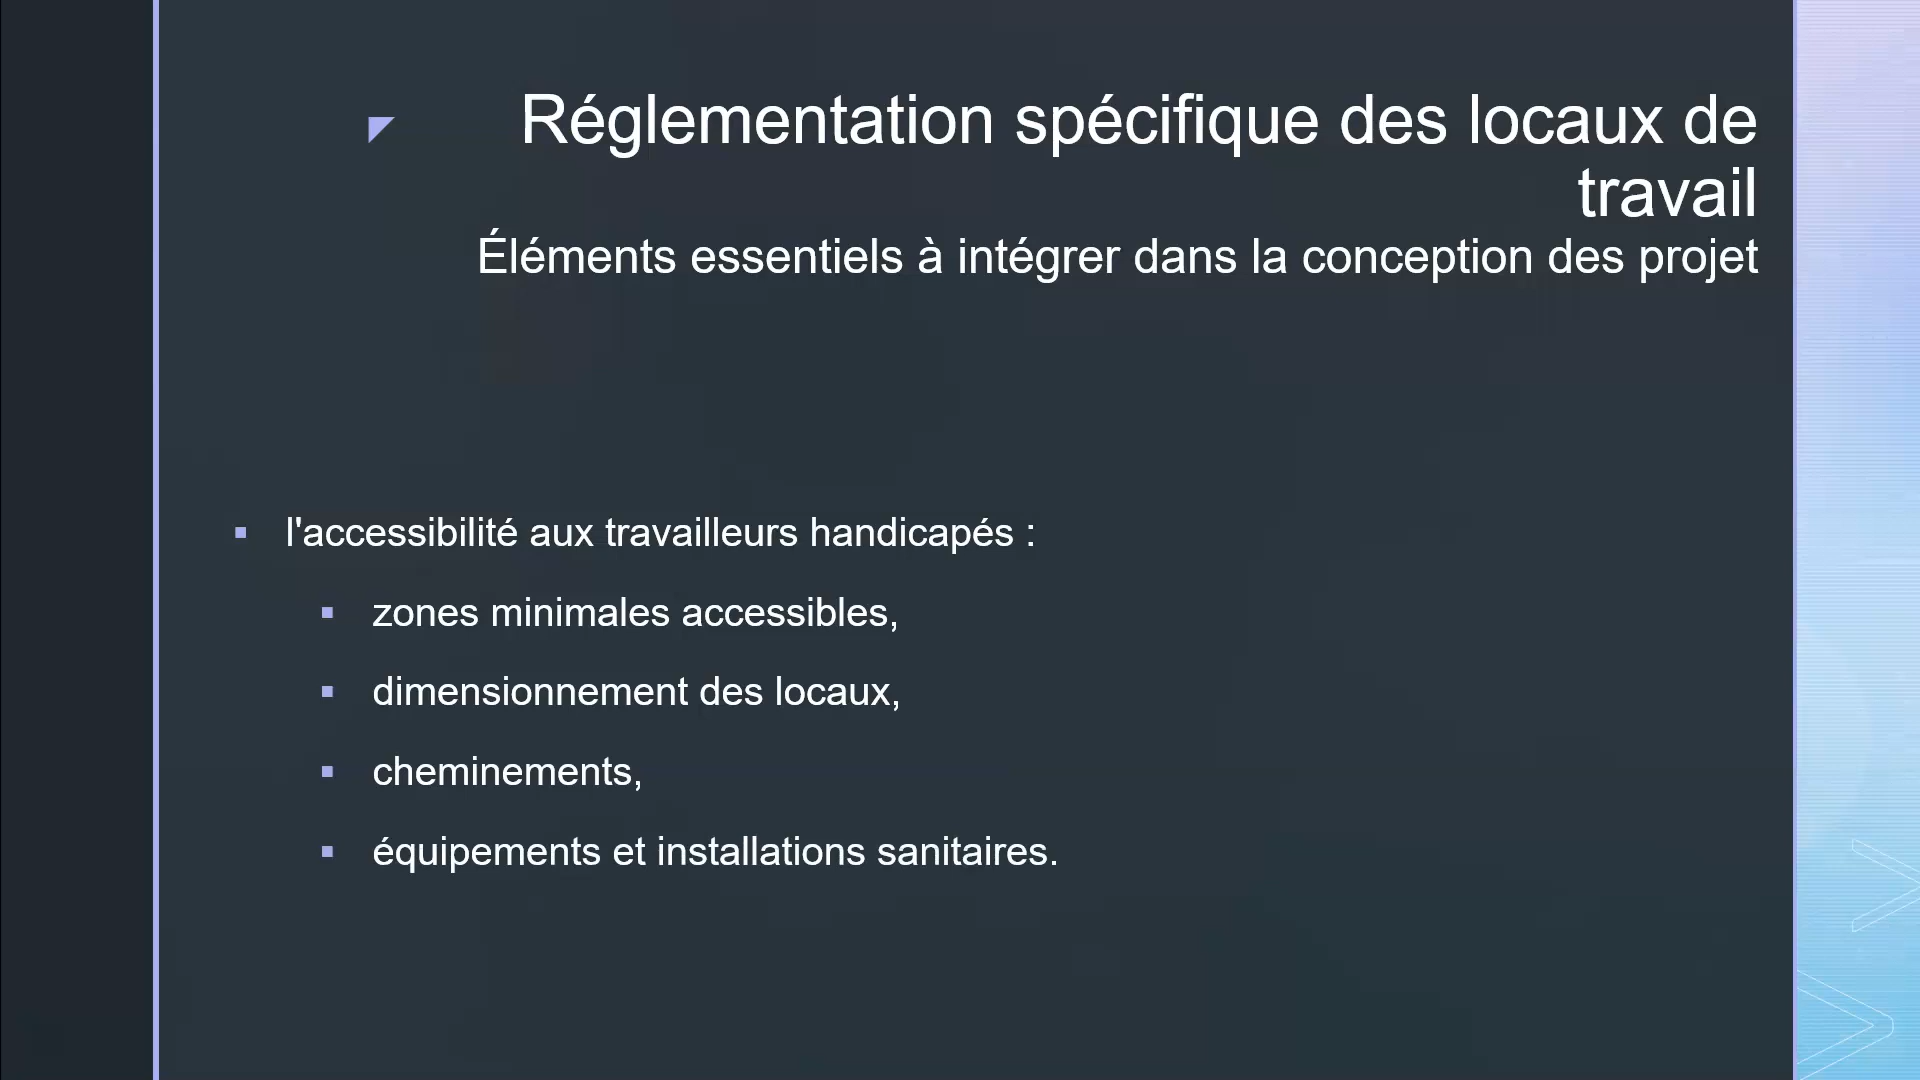 Réglementation spécifique des locaux de
travail
Éléments essentiels à intégrer dans la conception des projet
l'accessibilité aux travailleurs handicapés :
zones minimales accessibles,
dimensionnement des locaux,
cheminements,
équipements et installations sanitaires.